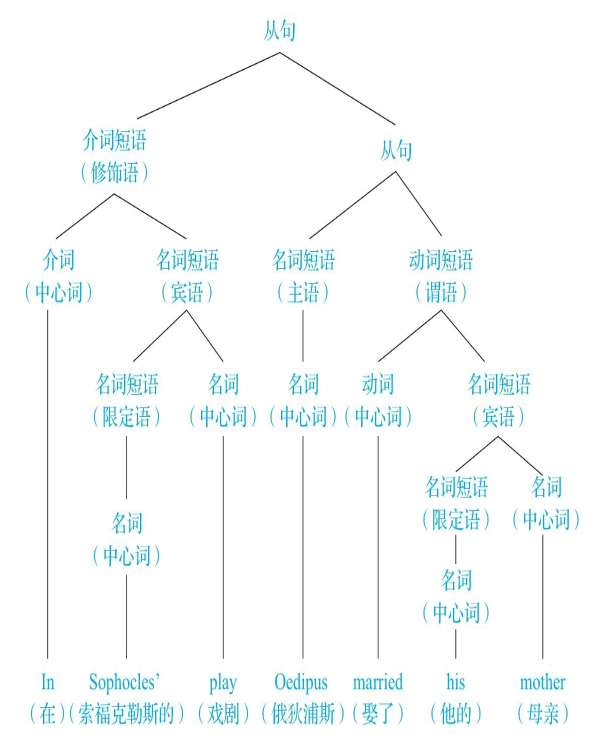 从句
介词短语
（修饰语）
从句
介词
（中心词）
名词短语
（宾语）
名词短语
（主语）
动词短语
（谓语）
名词短语
（限定语）
名词
（中心词）
名词
（中心词）
动词
（中心词）
名词短语
（宾语）
名词短语
（限定语）
名词
（中心词）
名词
（中心词）
名词
（中心词）
In Sophocles’ play Oedipus married his mother
（在）（索福克勒斯的）（戏剧）（俄狄浦斯）（娶了）（他的）（母亲）